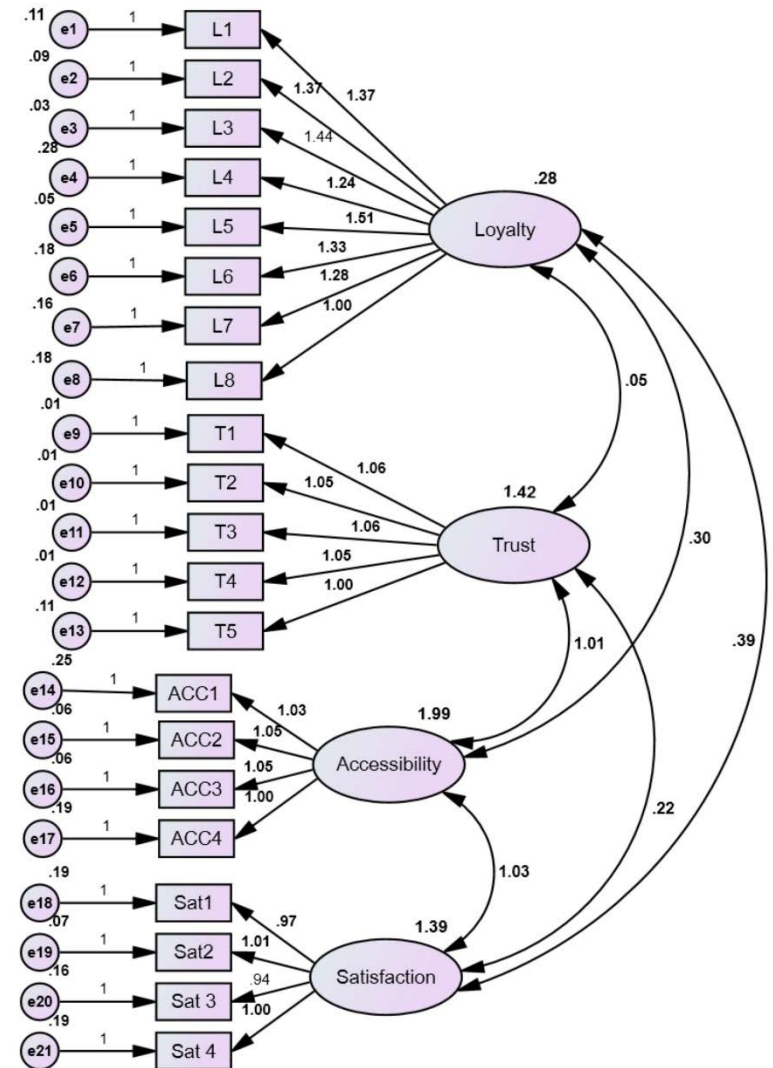 .11
e1
1
L1
.09
e2
1
L2
1.37
1.37
.03
e3
1
L3
1.44
.28
e4
1
L4
1.24
.28
.05
e5
1
L5
1.51
Loyalty
.18
e6
1
L6
1.33
.16
e7
1
L7
1.28
1.00
.18
e8
1
L8
.05
.01
e9
1
T1
1.06
.01
e10
1
T2
1.05
1.42
.01
e11
1
T3
1.06
Trust
.30
.01
e12
1
T4
1.05
.11
e13
1
T5
1.00
1.01
.39
.25
e14
1
ACC1
1.03
1.99
.06
e15
1
ACC2
1.05
Accessibility
.06
e16
1
ACC3
1.05
1.00
.22
.19
e17
1
ACC4
1.03
.19
e18
1
Sat1
.97
1.39
.07
e19
1
Sat2
1.01
Satisfaction
.16
e20
1
Sat 3
.94
1.00
.19
e21
1
Sat 4